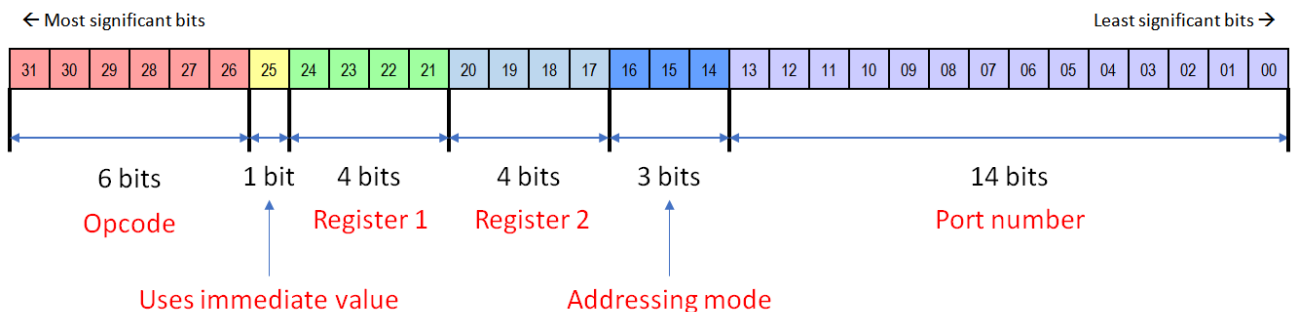 ← Most significant bits
Least significant bits →
31 30 29 28 27 26 25 24 23 22 21 20 19 18 17 16 15 14 13 12 11 10 09 08 07 06 05 04 03 02 01 00
6 bits 1 bit 4 bits 4 bits 3 bits 14 bits
Opcode Register 1 Register 2 Port number
Uses immediate value Addressing mode